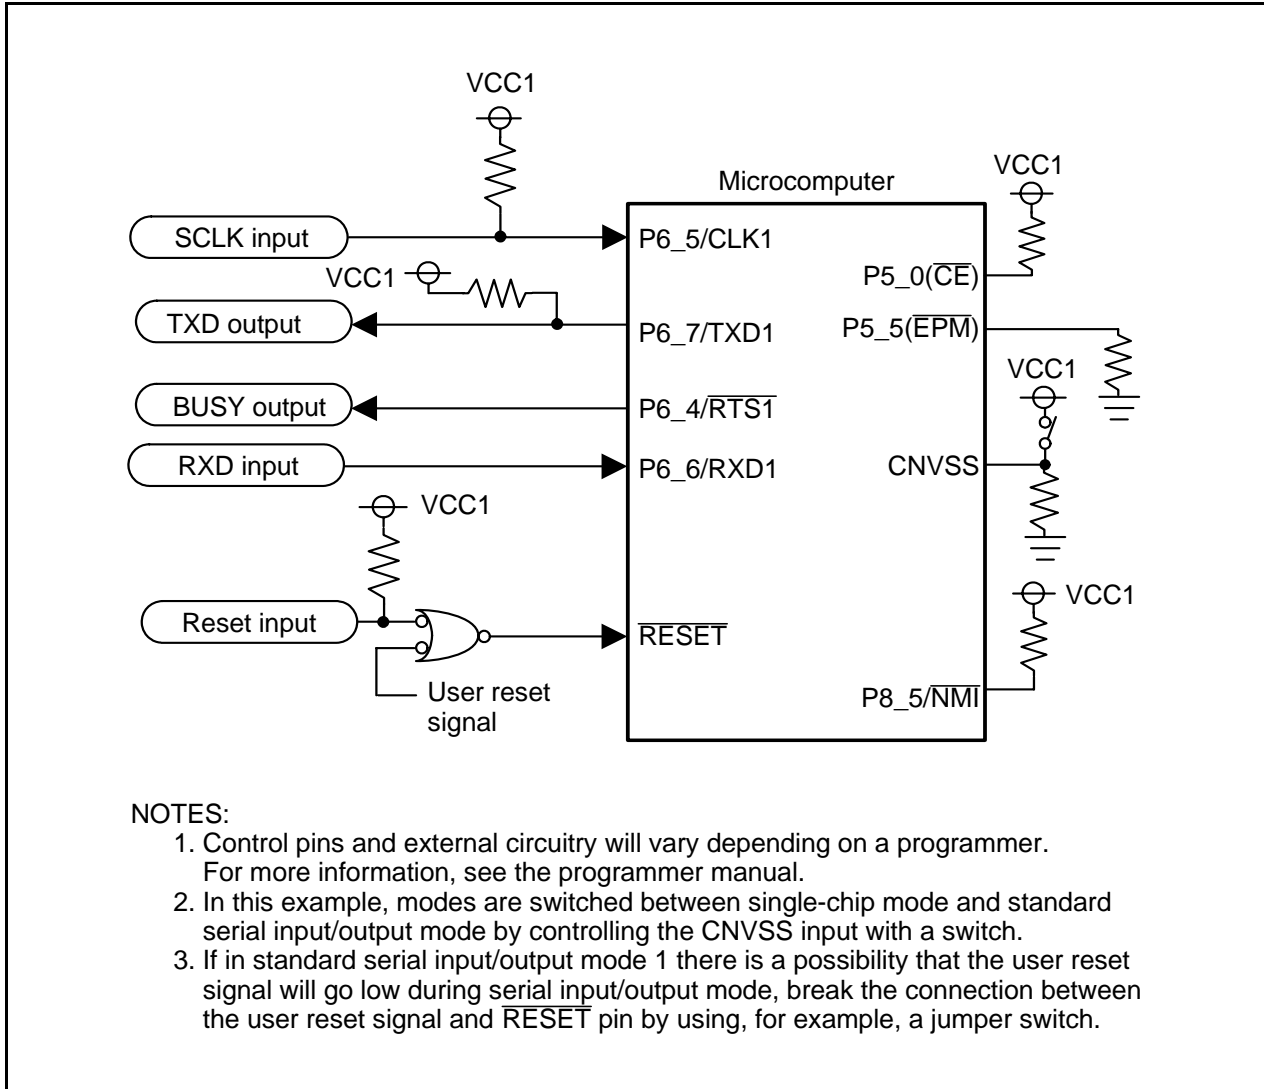 VCC1
Microcomputer
VCC1
SCLK input
P6_5/CLK1
VCC1
P5_0(C̅E̅)
TXD output
P6_7/TXD1
P5_5(E̅P̅M̅)
VCC1
BUSY output
P6_4/R̅T̅S̅1̅
RXD input
P6_6/RXD1
CNVSS
VCC1
VCC1
Reset input
R̅E̅S̅E̅T̅
User reset
signal
P8_5/N̅M̅I̅
NOTES:
1. Control pins and external circuitry will vary depending on a programmer.
For more information, see the programmer manual.
2. In this example, modes are switched between single-chip mode and standard
serial input/output mode by controlling the CNVSS input with a switch.
3. If in standard serial input/output mode 1 there is a possibility that the user reset
signal will go low during serial input/output mode, break the connection between
the user reset signal and R̅E̅S̅E̅T̅ pin by using, for example, a jumper switch.